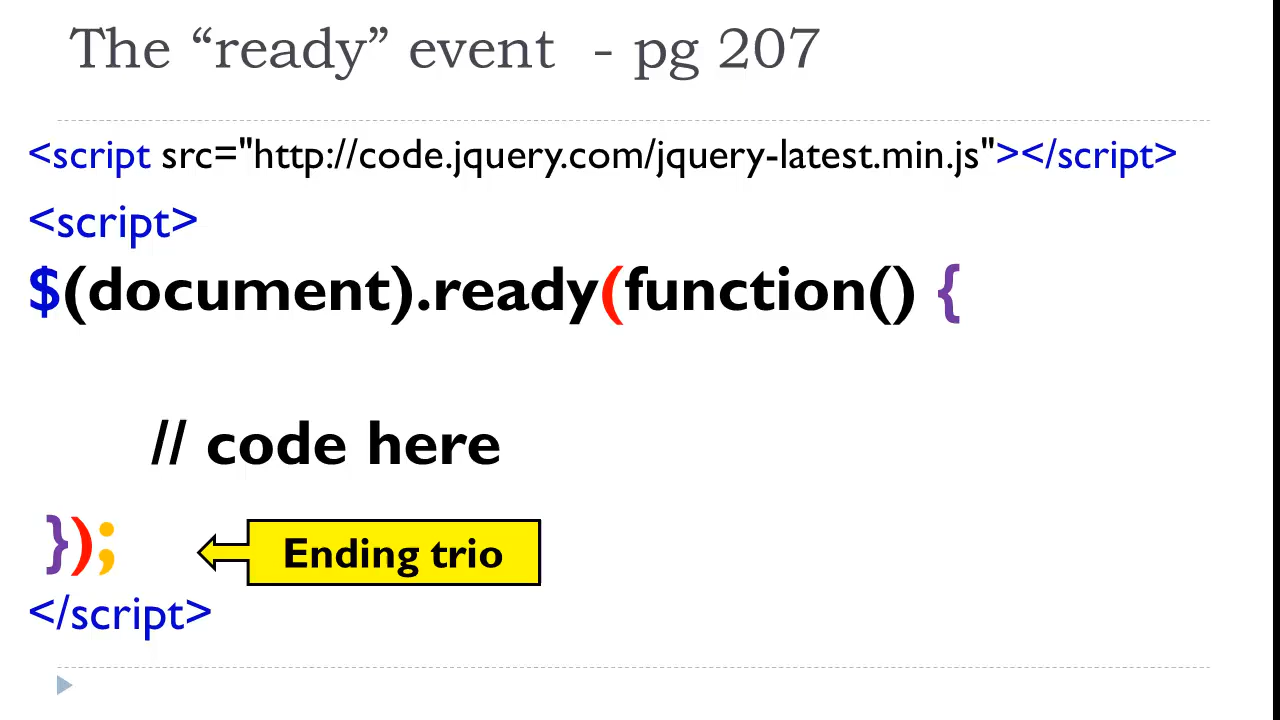 The “ready” event - pg 207
<script src="http://code.jquery.com/jquery-latest.min.js"></script>
<script>
$(document).ready(function() {
// code here
});
Ending trio
</script>